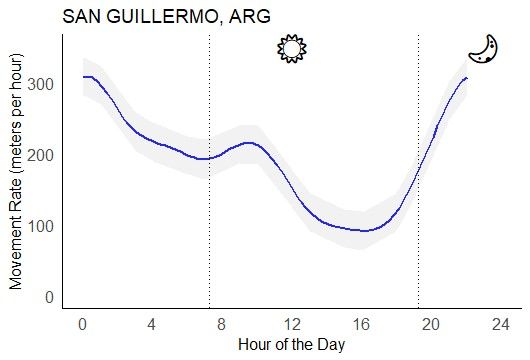 SAN GUILLERMO, ARG
Movement Rate (meters per hour)
300
200
100
0
0 4 8 12 16 20 24
Hour of the Day